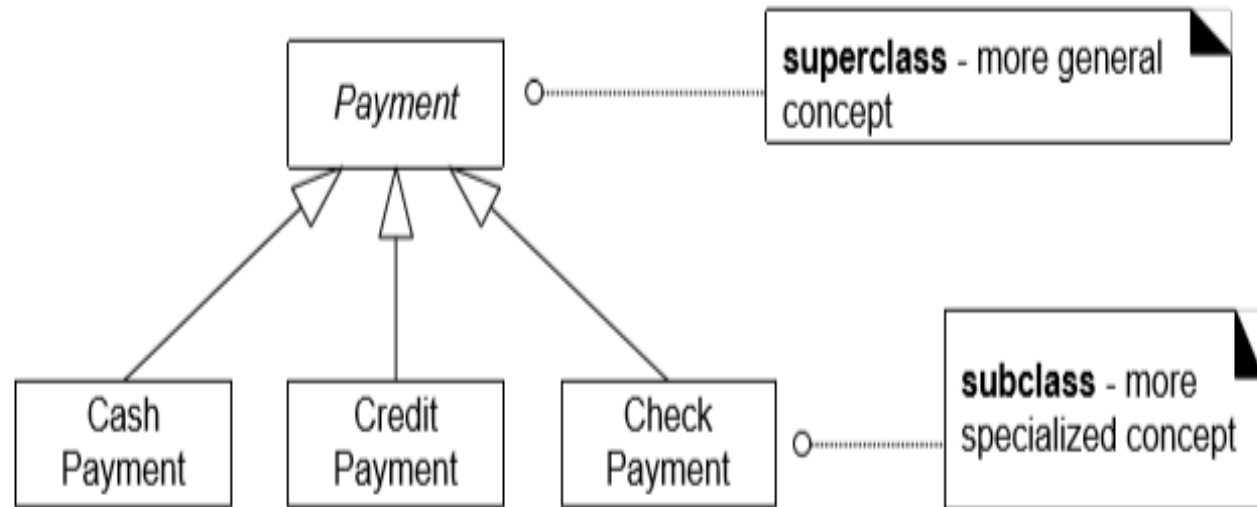 Payment
superclass - more general
concept
Cash
Payment
Credit
Payment
Check
Payment
subclass - more
specialized concept